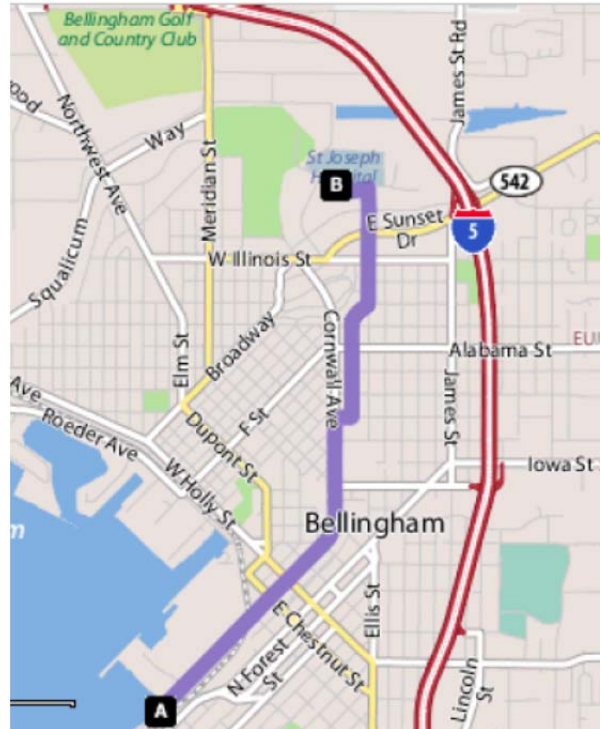 Bellingham Golf
and Country Club
James St Rd
ood
Northwest Ave
Way
Meridian St
St Joseph
Hospital
B
542
E Sunset
Dr
5
Squalicum
W Illinois St
Broadway
Cornwall Ave
EU
Alabama St
Elm St
Ave
Roeder Ave
F St
James St
Dupont St
W Holly St
Iowa St
Bellingham
m
Ellis St
E Chestnut St
N Forest
St
Lincoln
St
A